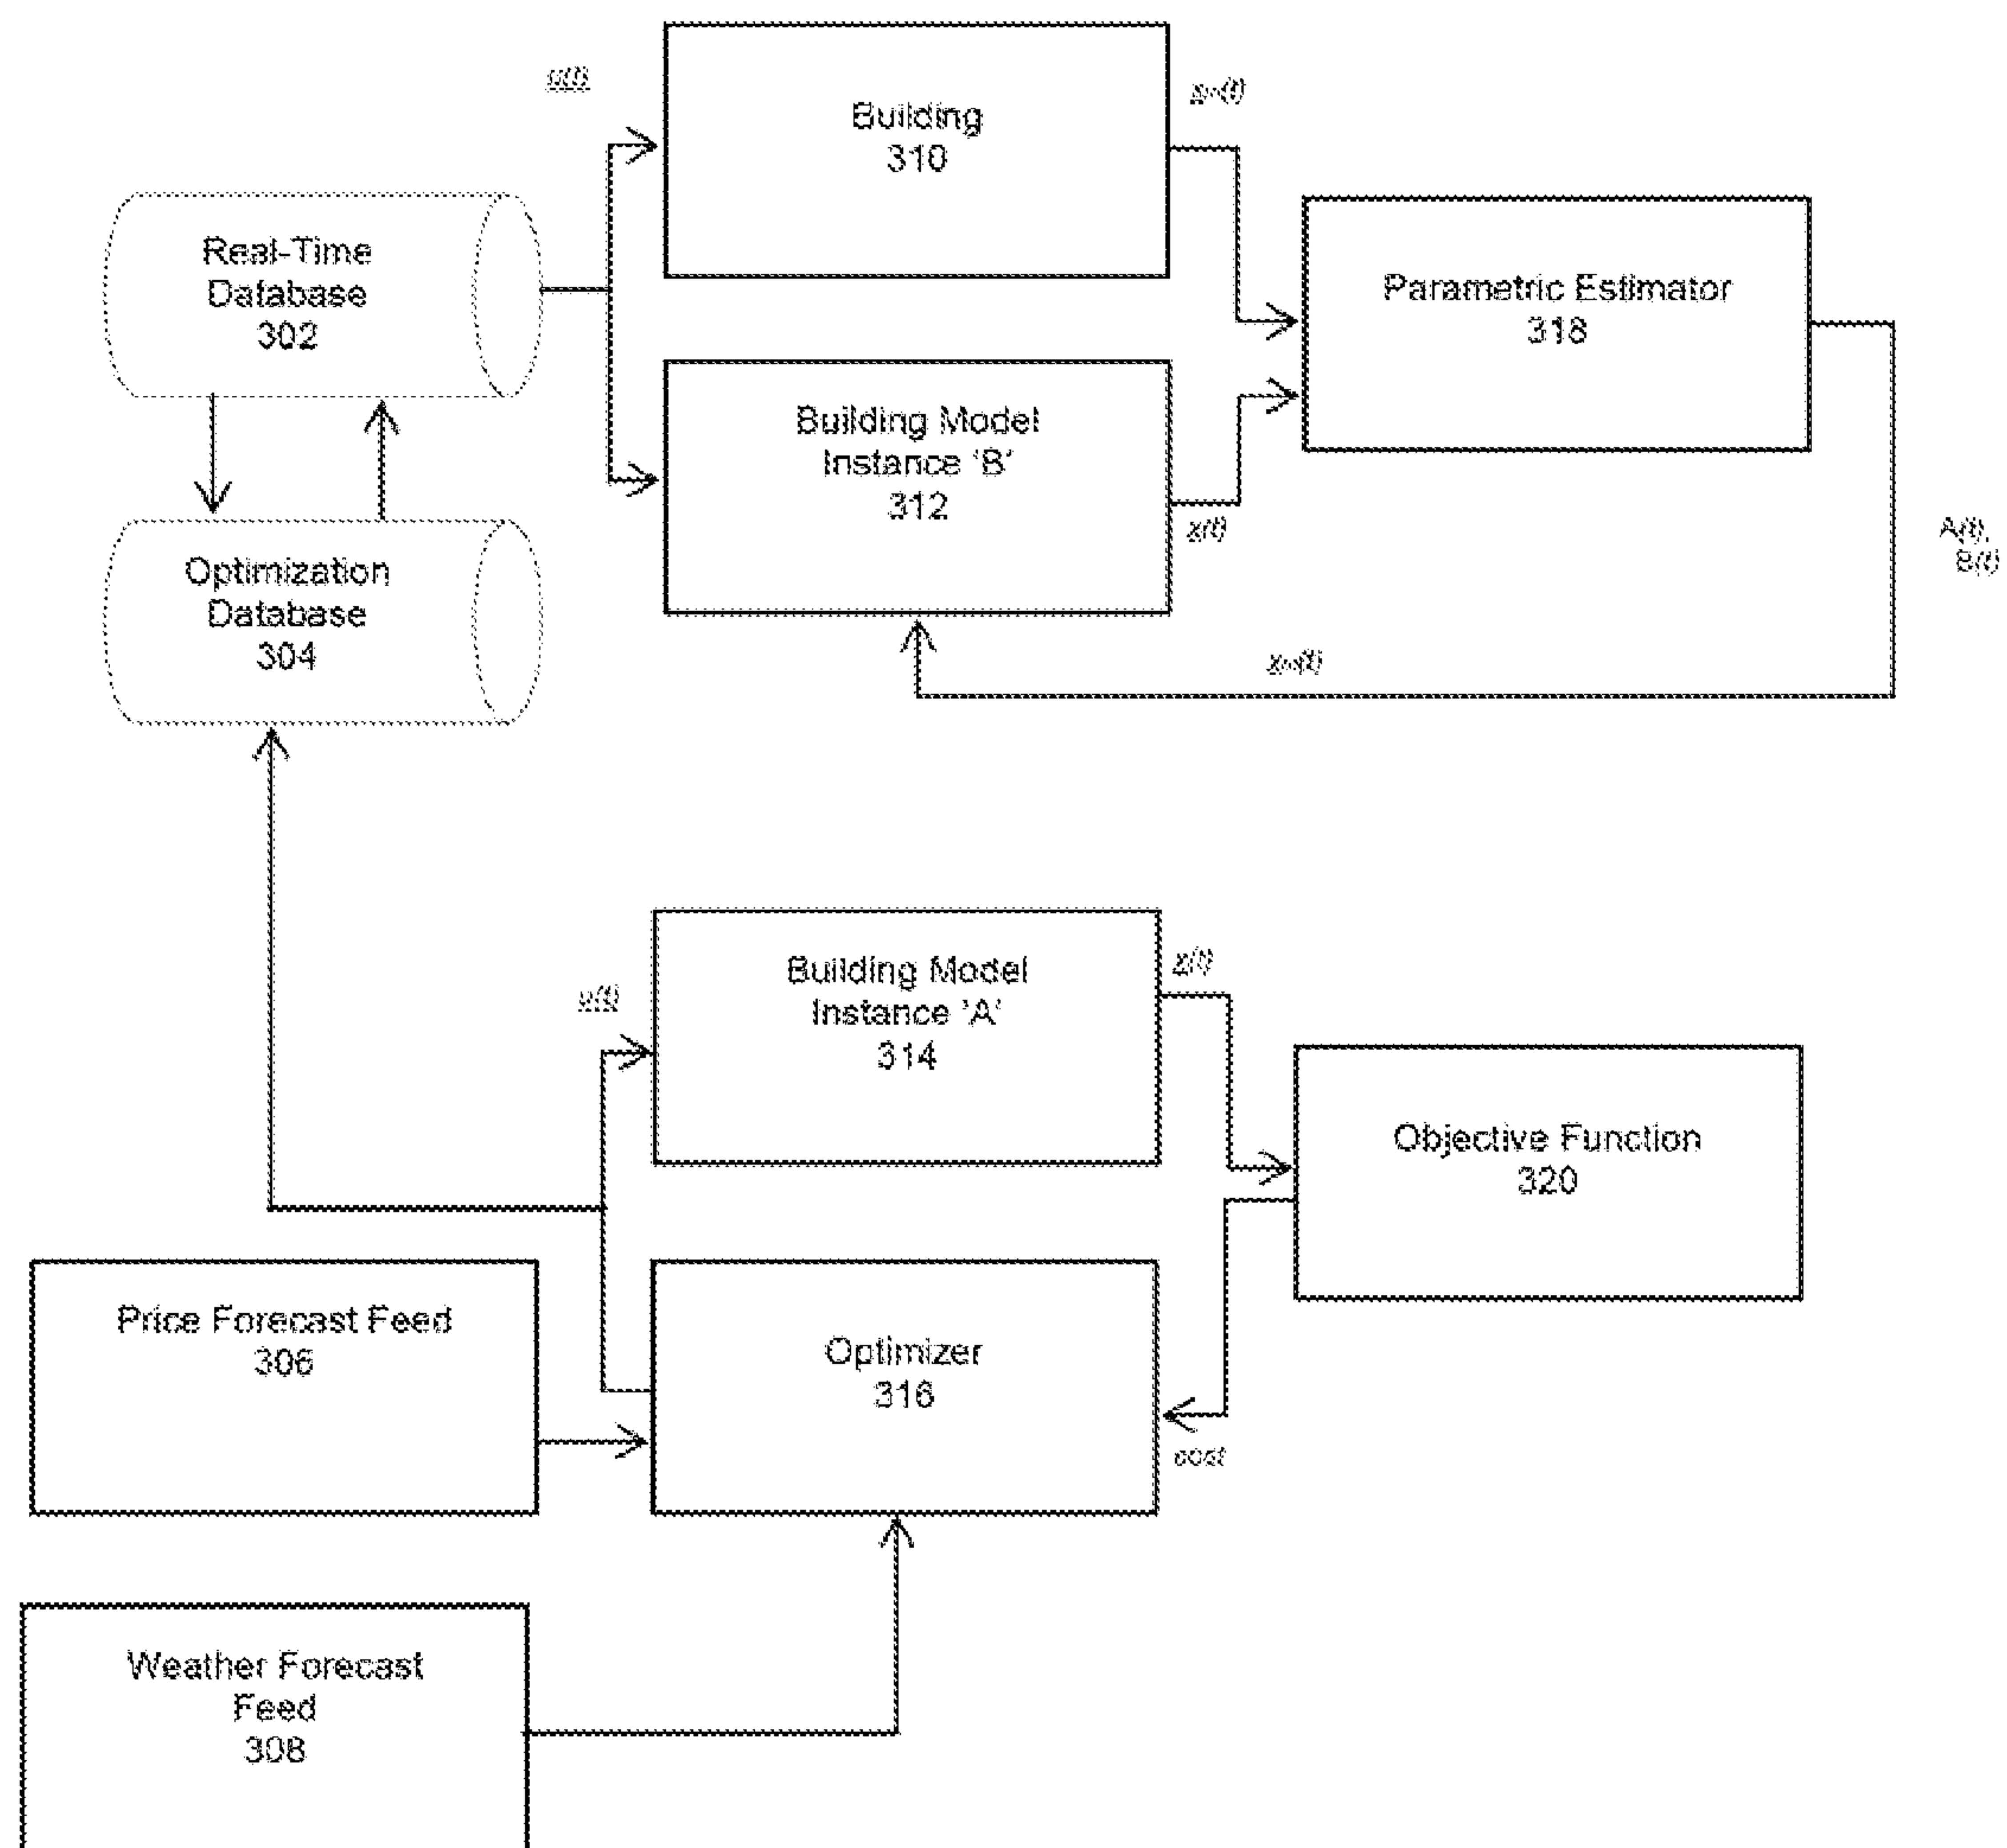 u(t)
Building
310
Real-Time
Database
302
Parametric Estimator
318
Building Model
Instance 'B'
312
x(t)
A(t),
B(t)
Optimization
Database
304
Building Model
Instance 'A'
314
u(t)
Objective Function
320
Price Forecast Feed
306
Optimizer
316
cost
Weather Forecast
Feed
308